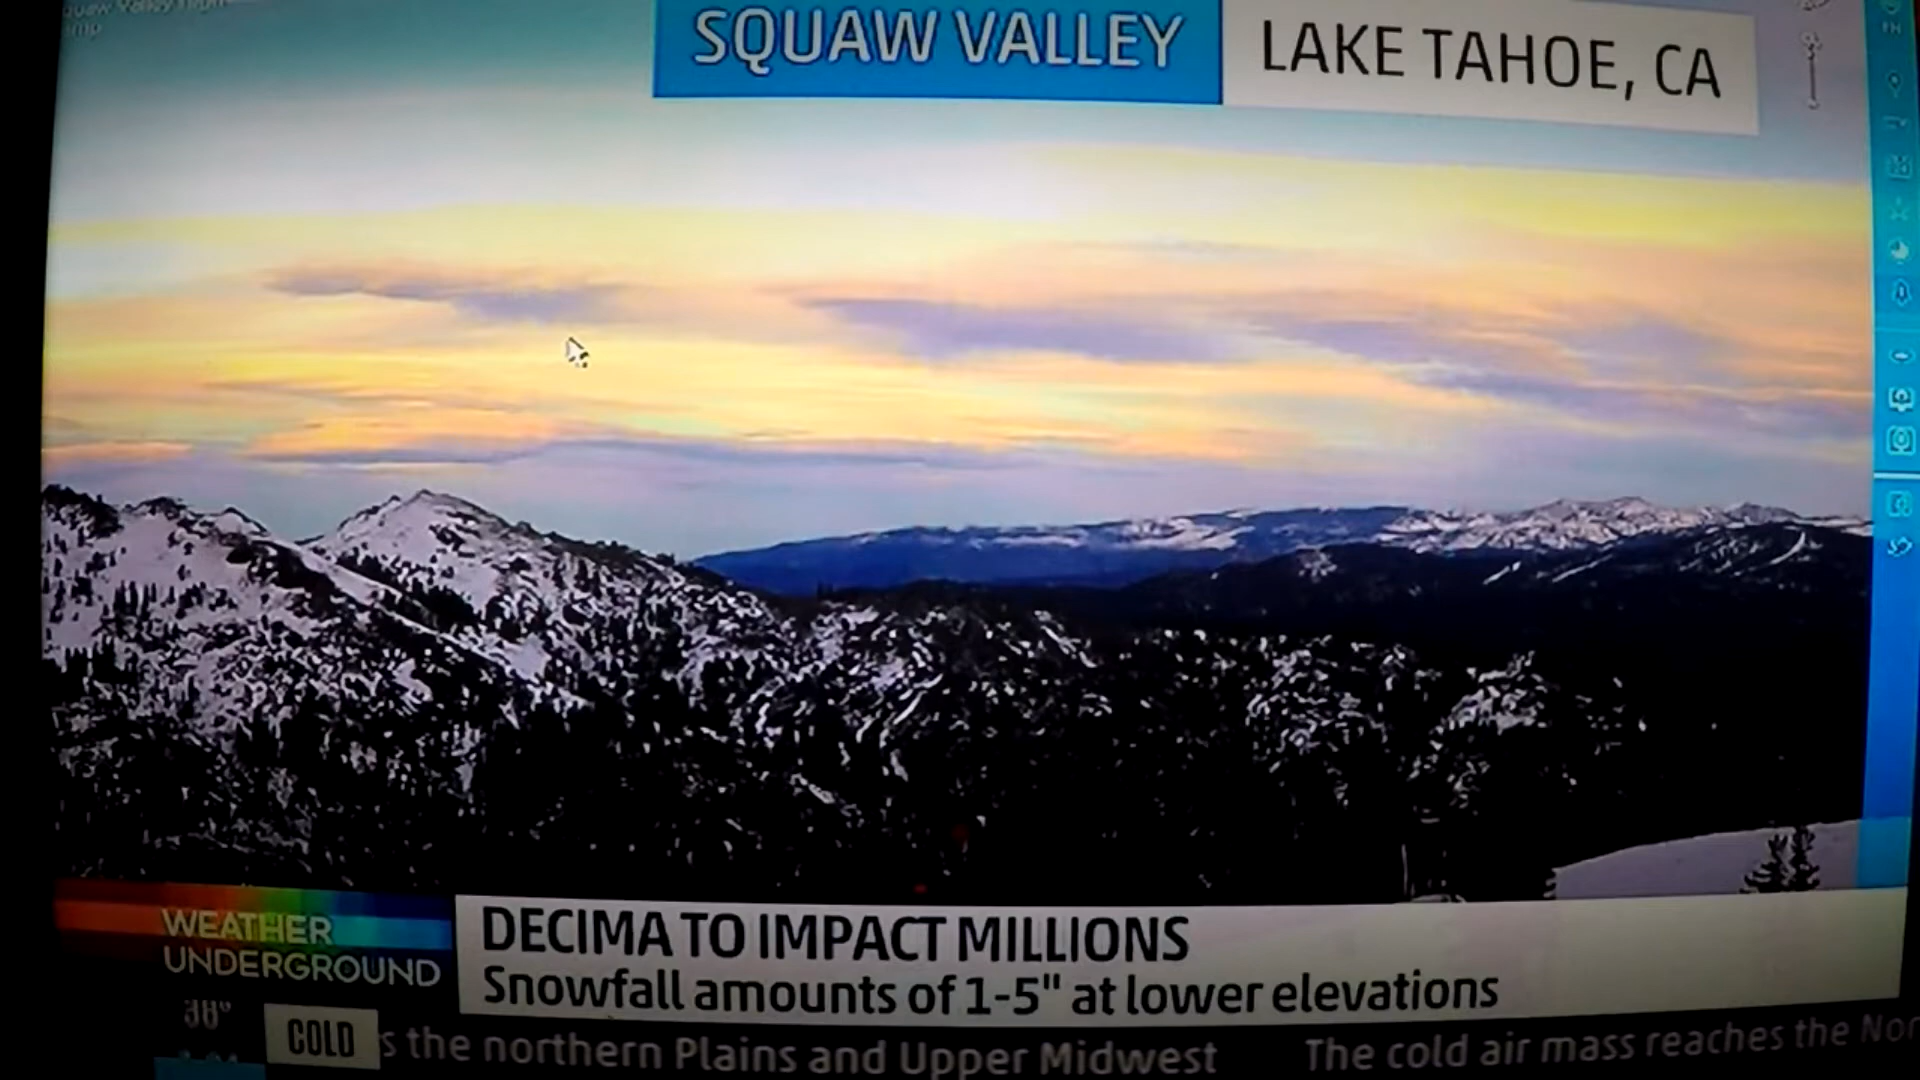 SQUAW VALLEY
LAKE TAHOE, CA
WEATHER
UNDERGROUND
DECIMA TO IMPACT MILLIONS
Snowfall amounts of 1-5" at lower elevations
COLD
the northern Plains and Upper Midwest
The cold air mass reaches the